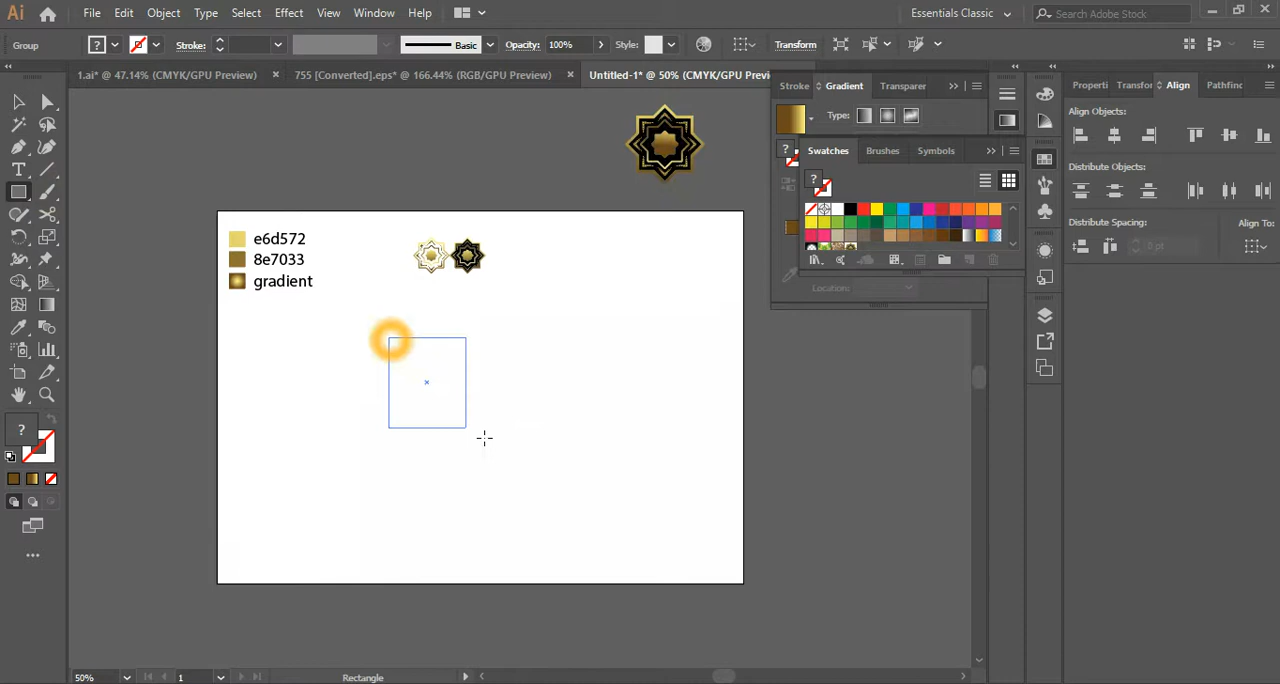 Ai File Edit Object Type Select Effect View Window Help Essentials Classic Search Adobe Stock
Group ? Stroke: Basic Opacity: 100% Style: Transform
1.ai* @ 47.14% (CMYK/GPU Preview) × 755 [Converted].eps* @ 166.44% (RGB/GPU Preview) × Untitled-1* @ 50% (CMYK/GPU Previe
Stroke Gradient Transparer Properti Transfor Align Pathfinc
Type: Align Objects:
? Swatches Brushes Symbols
? Distribute Objects:
Distribute Spacing: Align To:
0 pt
Location:
e6d572
8e7033
gradient
?
50% 1 Rectangle